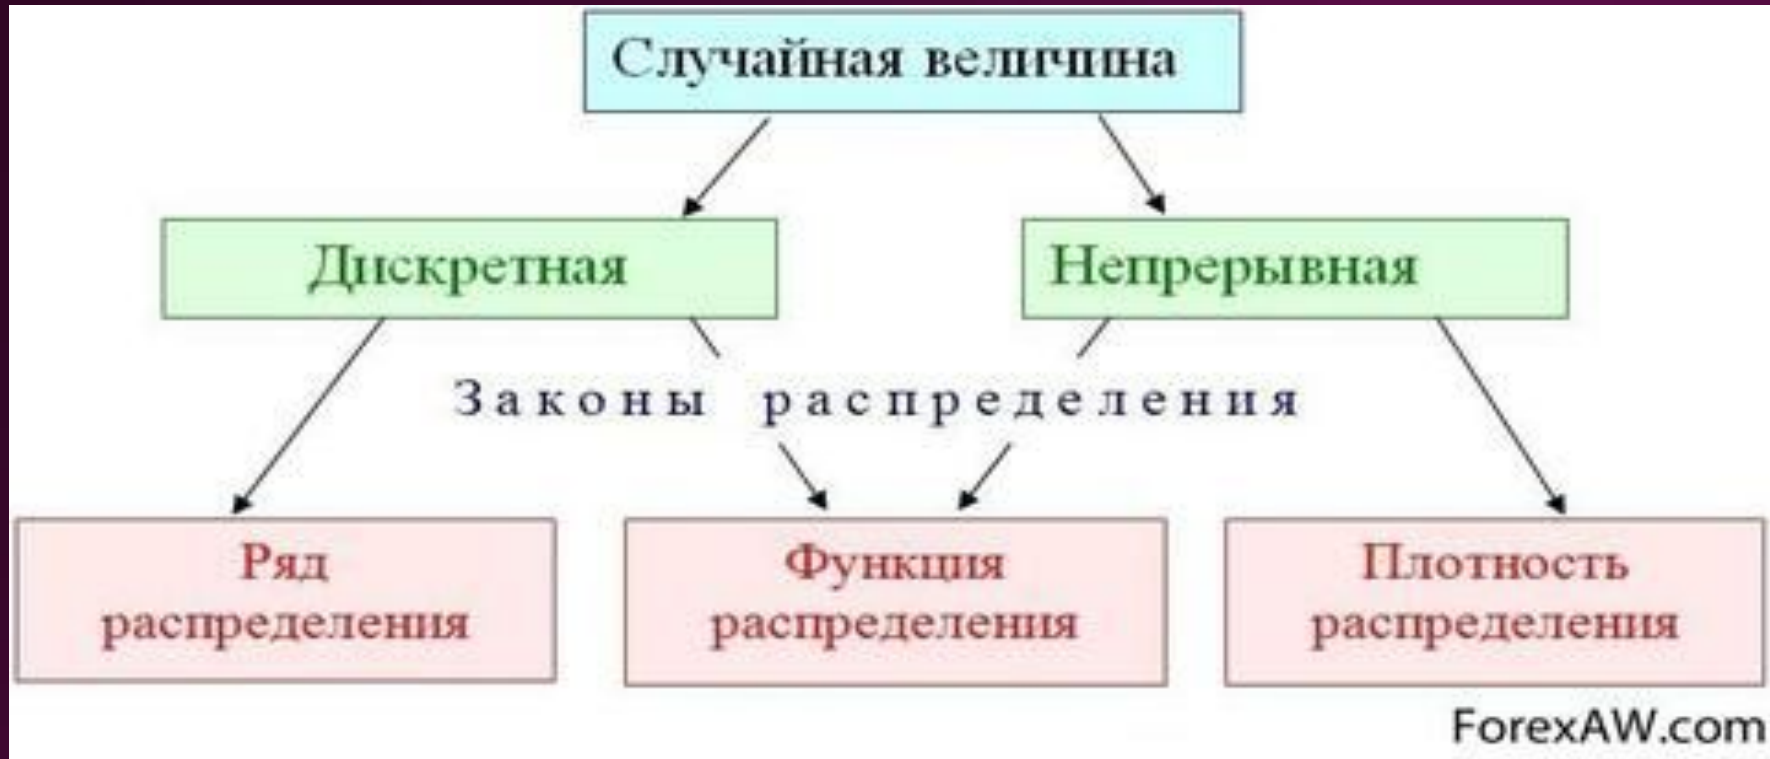 Случайная величина
Дискретная
Непрерывная
Законы распределения
Ряд
распределения
Функция
распределения
Плотность
распределения
ForexAW.com